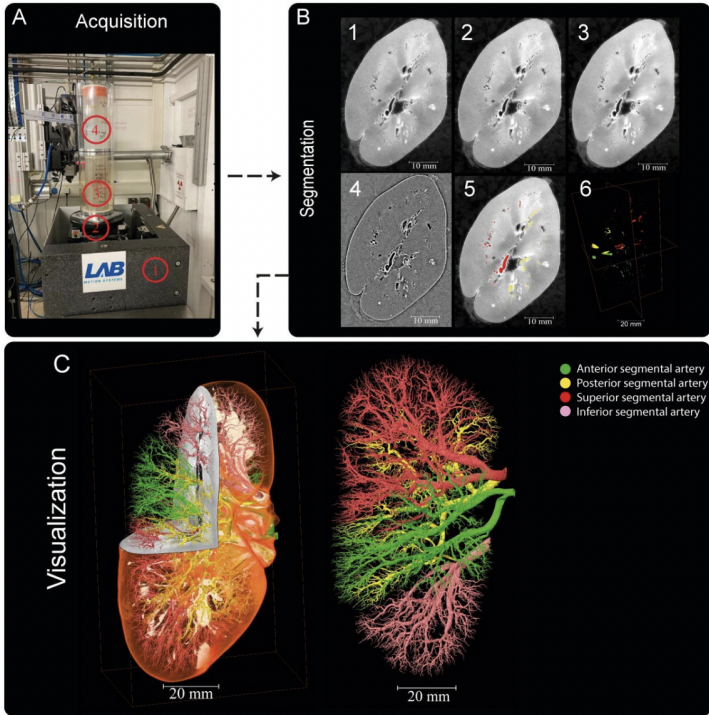 A
Acquisition
4
3
2
1
LAB
MOTION SYSTEMS
B
Segmentation
1
2
3
10 mm
10 mm
10 mm
4
5
6
10 mm
10 mm
20 mm
C
Visualization
Anterior segmental artery
Posterior segmental artery
Superior segmental artery
Inferior segmental artery
20 mm
20 mm